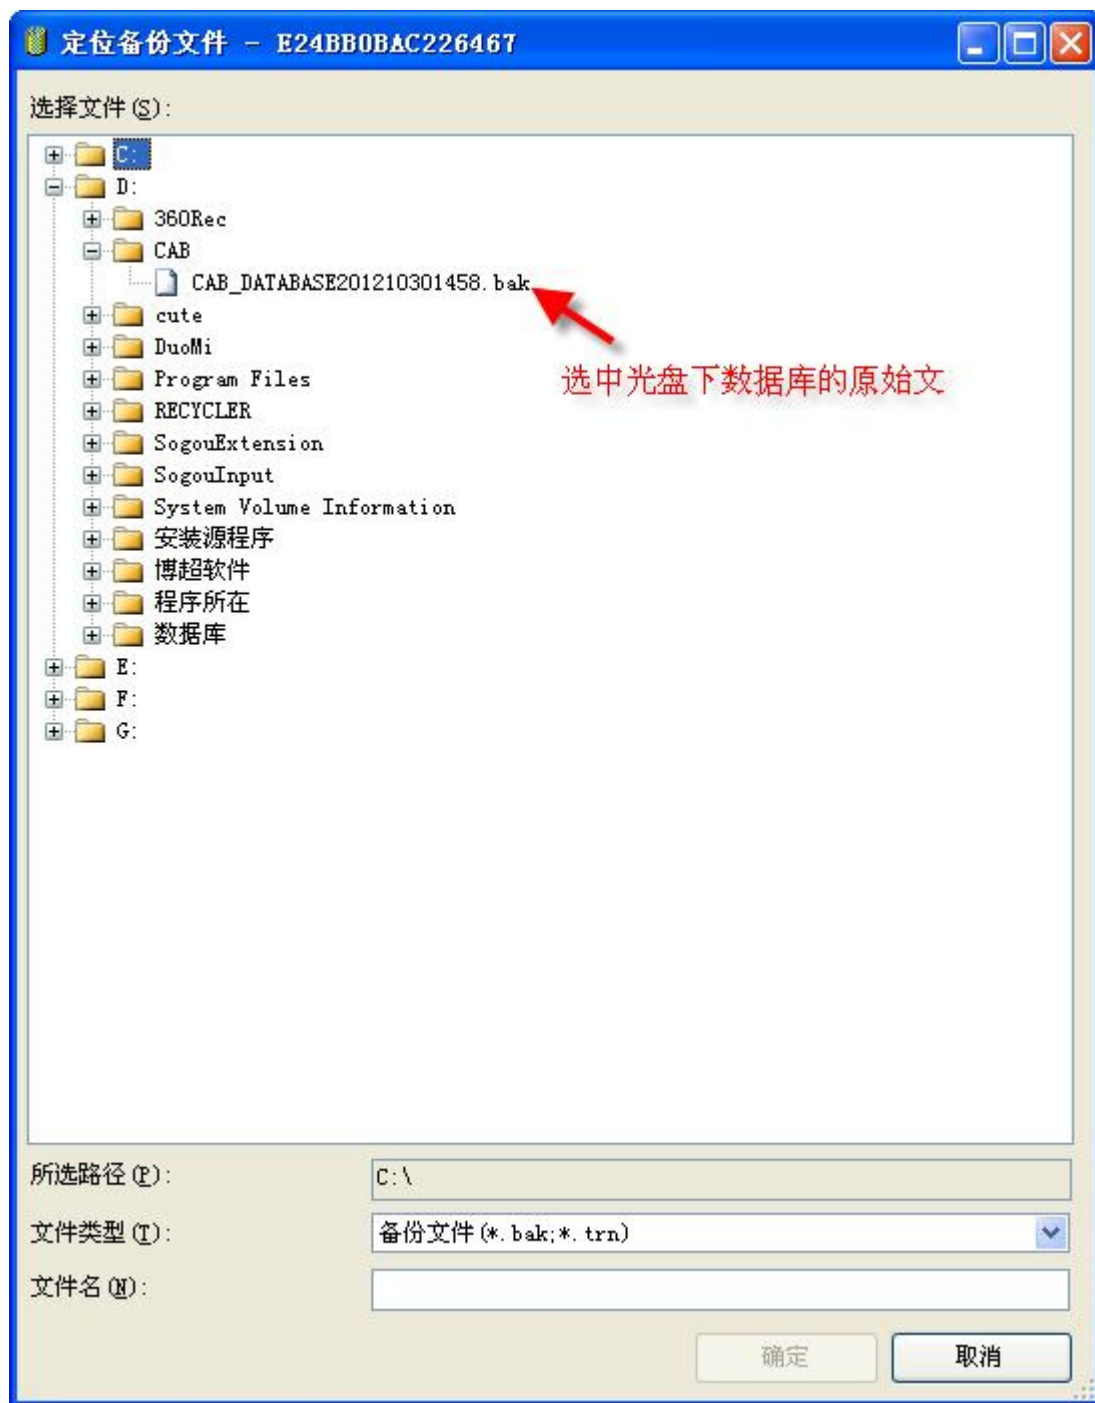 定位备份文件 - E24BB0BAC226467
选择文件(S):
C:
D:
360Rec
CAB
CAB_DATABASE201210301458.bak
cute
DuoMi
Program Files
选中光盘下数据库的原始文
RECYCLER
SogouExtension
SogouInput
System Volume Information
安装源程序
博超软件
程序所在
数据库
E:
F:
G:
所选路径(P): C:\
文件类型(T): 备份文件(*.bak;*.trn)
文件名(N):
确定 取消